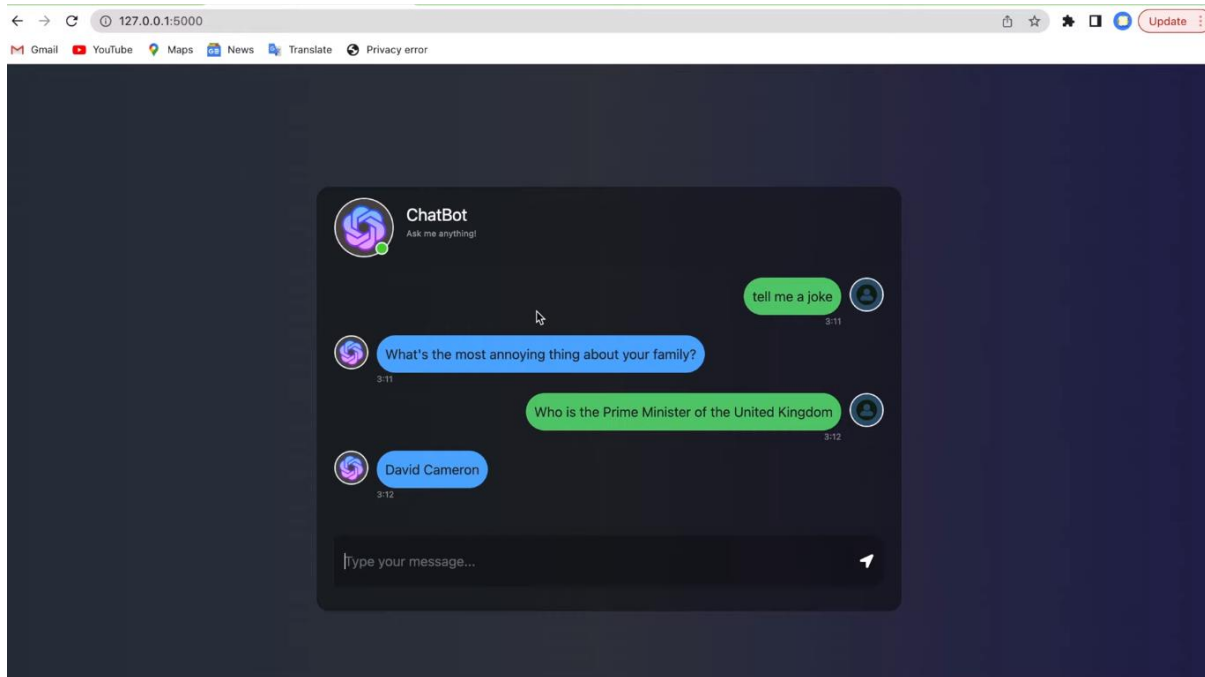 127.0.0.1:5000
Update
Gmail YouTube Maps News Translate Privacy error
ChatBot
Ask me anything!
tell me a joke
3:11
What's the most annoying thing about your family?
3:11
Who is the Prime Minister of the United Kingdom
3:12
David Cameron
3:12
Type your message...